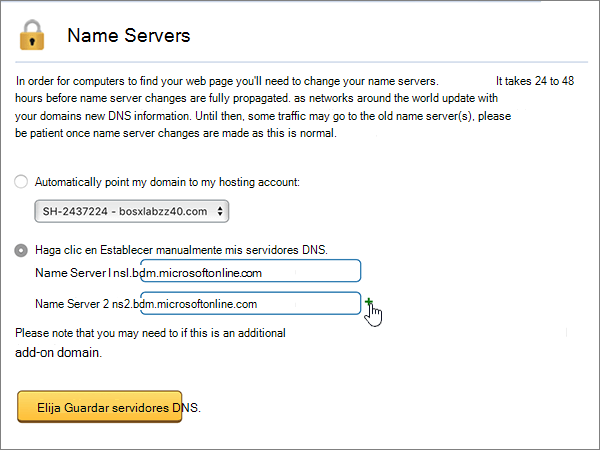 Name Servers
In order for computers to find your web page you'll need to change your name servers. It takes 24 to 48
hours before name server changes are fully propagated. as networks around the world update with
your domains new DNS information. Until then, some traffic may go to the old name server(s), please
be patient once name server changes are made as this is normal.
Automatically point my domain to my hosting account:
SH-2437224 - bosxlabzz40.com
Haga clic en Establecer manualmente mis servidores DNS.
Name Server l nsl.bdm.microsoftonline.com
Name Server 2 ns2.bdm.microsoftonline.com
Please note that you may need to if this is an additional
add-on domain.
Elija Guardar servidores DNS.